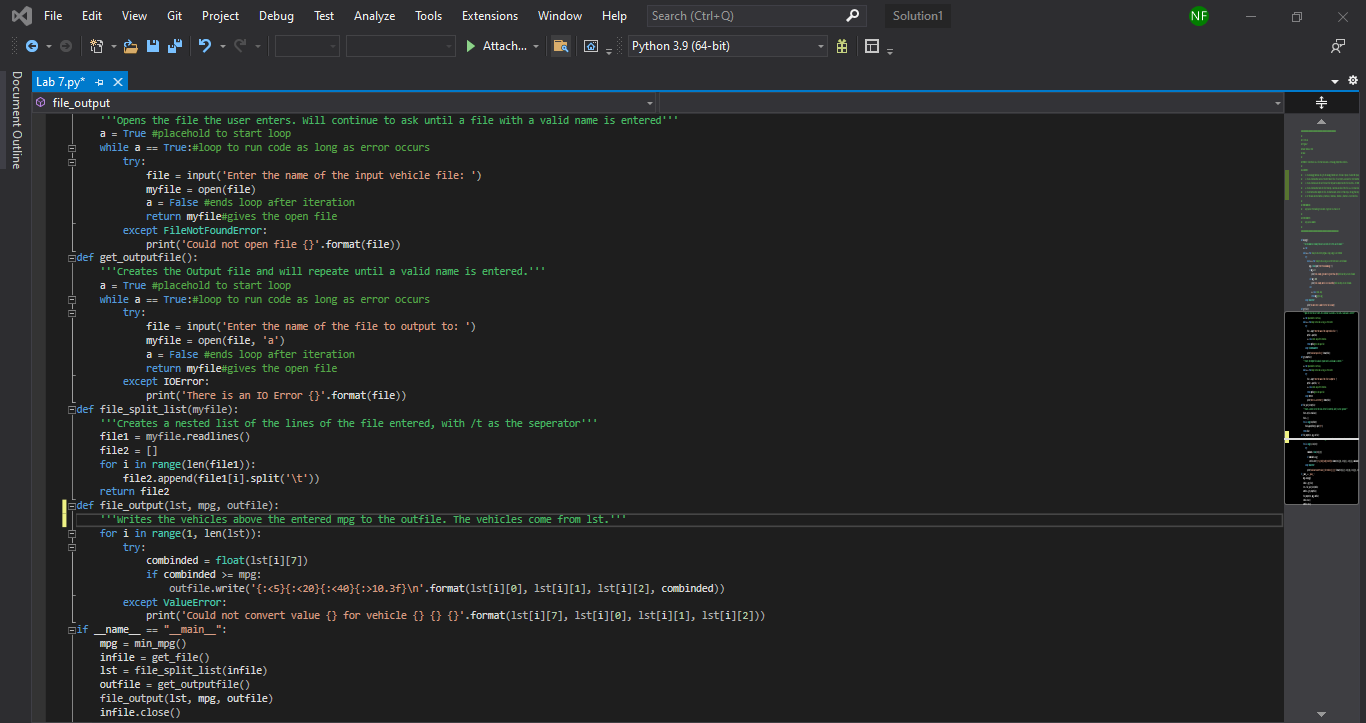 File Edit View Git Project Debug Test Analyze Tools Extensions Window Help Search (Ctrl+Q) Solution1 NF
Attach... Python 3.9 (64-bit)
Document Outline
Lab 7.py*
file_output
'''Opens the file the user enters. Will continue to ask until a file with a valid name is entered'''
a = True #placehold to start loop
while a == True:#loop to run code as long as error occurs
try:
file = input('Enter the name of the input vehicle file: ')
myfile = open(file)
a = False #ends loop after iteration
return myfile#gives the open file
except FileNotFoundError:
print('Could not open file {}'.format(file))
def get_outputfile():
'''Creates the Output file and will repeate until a valid name is entered.'''
a = True #placehold to start loop
while a == True:#loop to run code as long as error occurs
try:
file = input('Enter the name of the file to output to: ')
myfile = open(file, 'a')
a = False #ends loop after iteration
return myfile#gives the open file
except IOError:
print('There is an IO Error {}'.format(file))
def file_split_list(myfile):
'''Creates a nested list of the lines of the file entered, with /t as the seperator'''
file1 = myfile.readlines()
file2 = []
for i in range(len(file1)):
file2.append(file1[i].split('\t'))
return file2
def file_output(lst, mpg, outfile):
'''Writes the vehicles above the entered mpg to the outfile. The vehicles come from lst.'''
for i in range(1, len(lst)):
try:
combinded = float(lst[i][7])
if combinded >= mpg:
outfile.write('{:<5}{:<20}{:<40}{:>10.3f}\n'.format(lst[i][0], lst[i][1], lst[i][2], combinded))
except ValueError:
print('Could not convert value {} for vehicle {} {} {}'.format(lst[i][7], lst[i][0], lst[i][1], lst[i][2]))
if __name__ == "__main__":
mpg = min_mpg()
infile = get_file()
lst = file_split_list(infile)
outfile = get_outputfile()
file_output(lst, mpg, outfile)
infile.close()